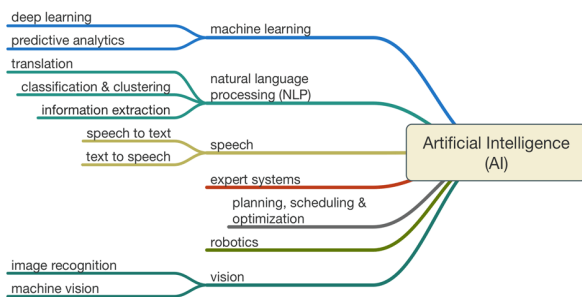 deep learning
predictive analytics
machine learning
translation
classification & clustering
information extraction
natural language
processing (NLP)
speech to text
text to speech
speech
expert systems
planning, scheduling &
optimization
robotics
image recognition
machine vision
vision
Artificial Intelligence
(AI)